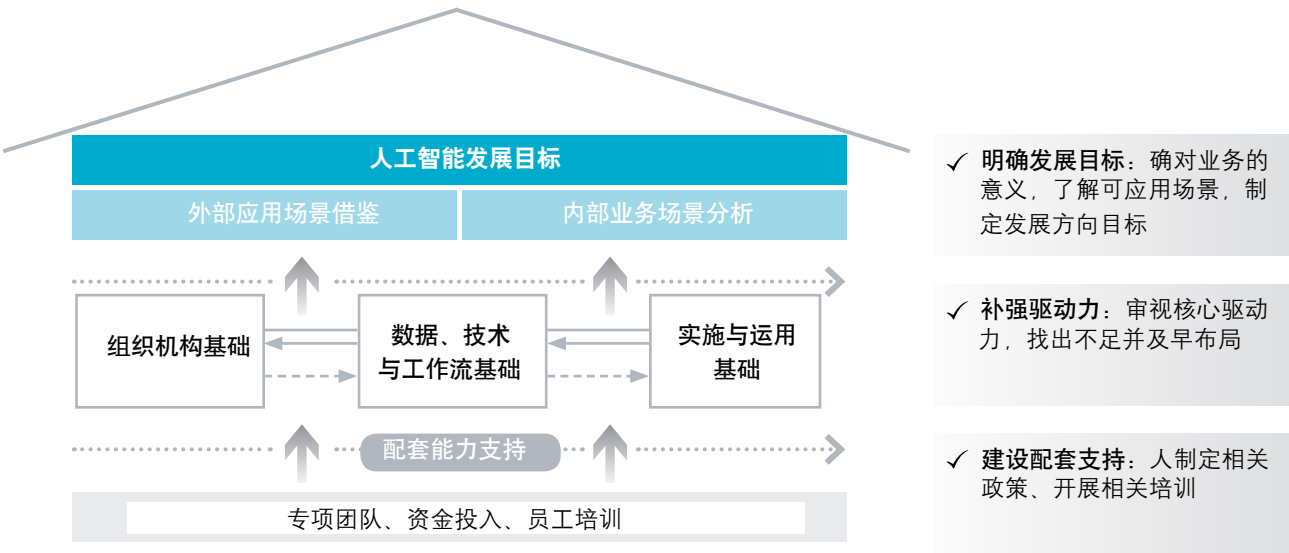 人工智能发展目标
外部应用场景借鉴
内部业务场景分析
组织机构基础
数据、技术
与工作流基础
实施与运用
基础
配套能力支持
专项团队、资金投入、员工培训
✓ 明确发展目标：确对业务的
意义，了解可应用场景，制
定发展方向目标
✓ 补强驱动力：审视核心驱动
力，找出不足并及早布局
✓ 建设配套支持：人制定相关
政策、开展相关培训